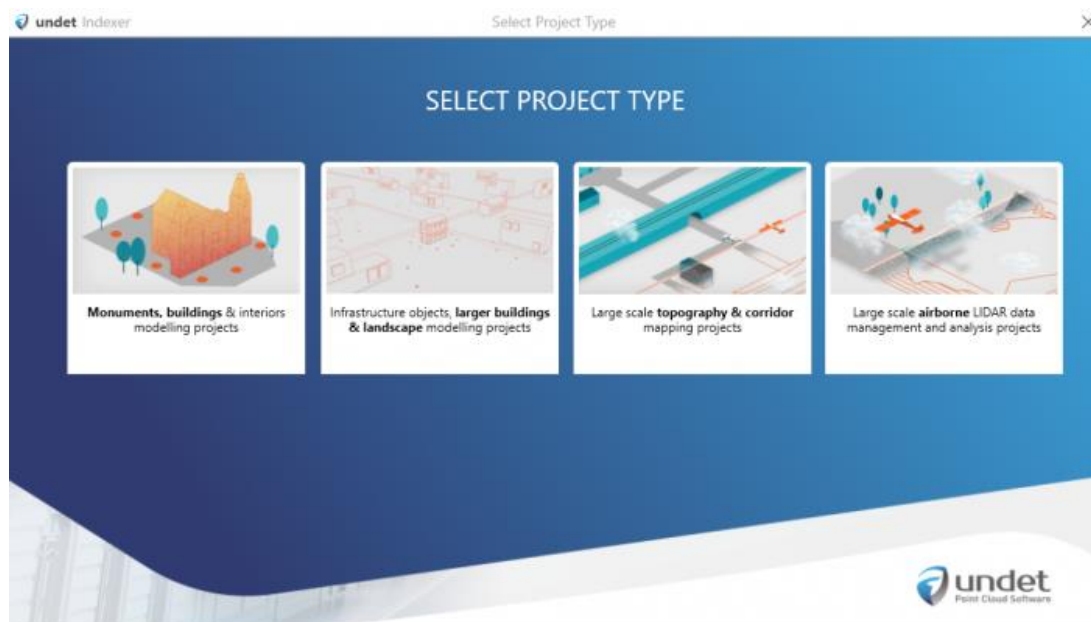 undet Indexer
Select Project Type
SELECT PROJECT TYPE
Monuments, buildings & interiors
modelling projects
Infrastructure objects, larger buildings
& landscape modelling projects
Large scale topography & corridor
mapping projects
Large scale airborne LIDAR data
management and analysis projects
undet
Point Cloud Software